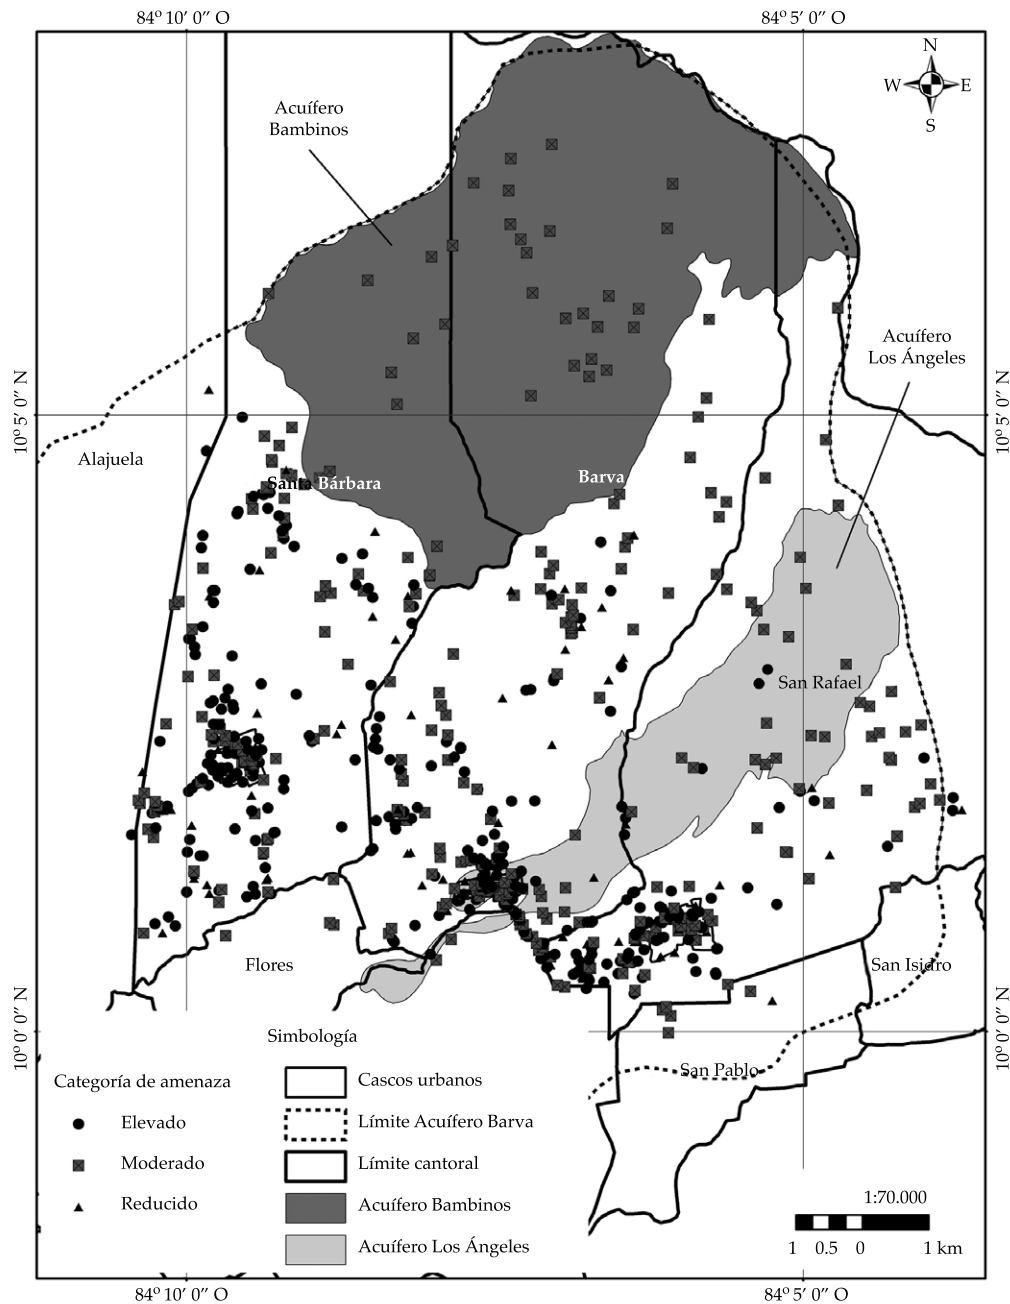 84º 10' 0'' O
84º 5' 0'' O
N
W E
S
Acuífero
Bambinos
Acuífero
Los Ángeles
10º 5' 0'' N
10º 5' 0'' N
Alajuela
Santa Bárbara
Barva
San Rafael
Flores
San Isidro
10º 0' 0'' N
10º 0' 0'' N
San Pablo
Simbología
Categoría de amenaza
Elevado
Moderado
Reducido
Cascos urbanos
Límite Acuífero Barva
Límite cantoral
Acuífero Bambinos
Acuífero Los Ángeles
1:70.000
1 0.5 0 1 km
84º 10' 0'' O
84º 5' 0'' O